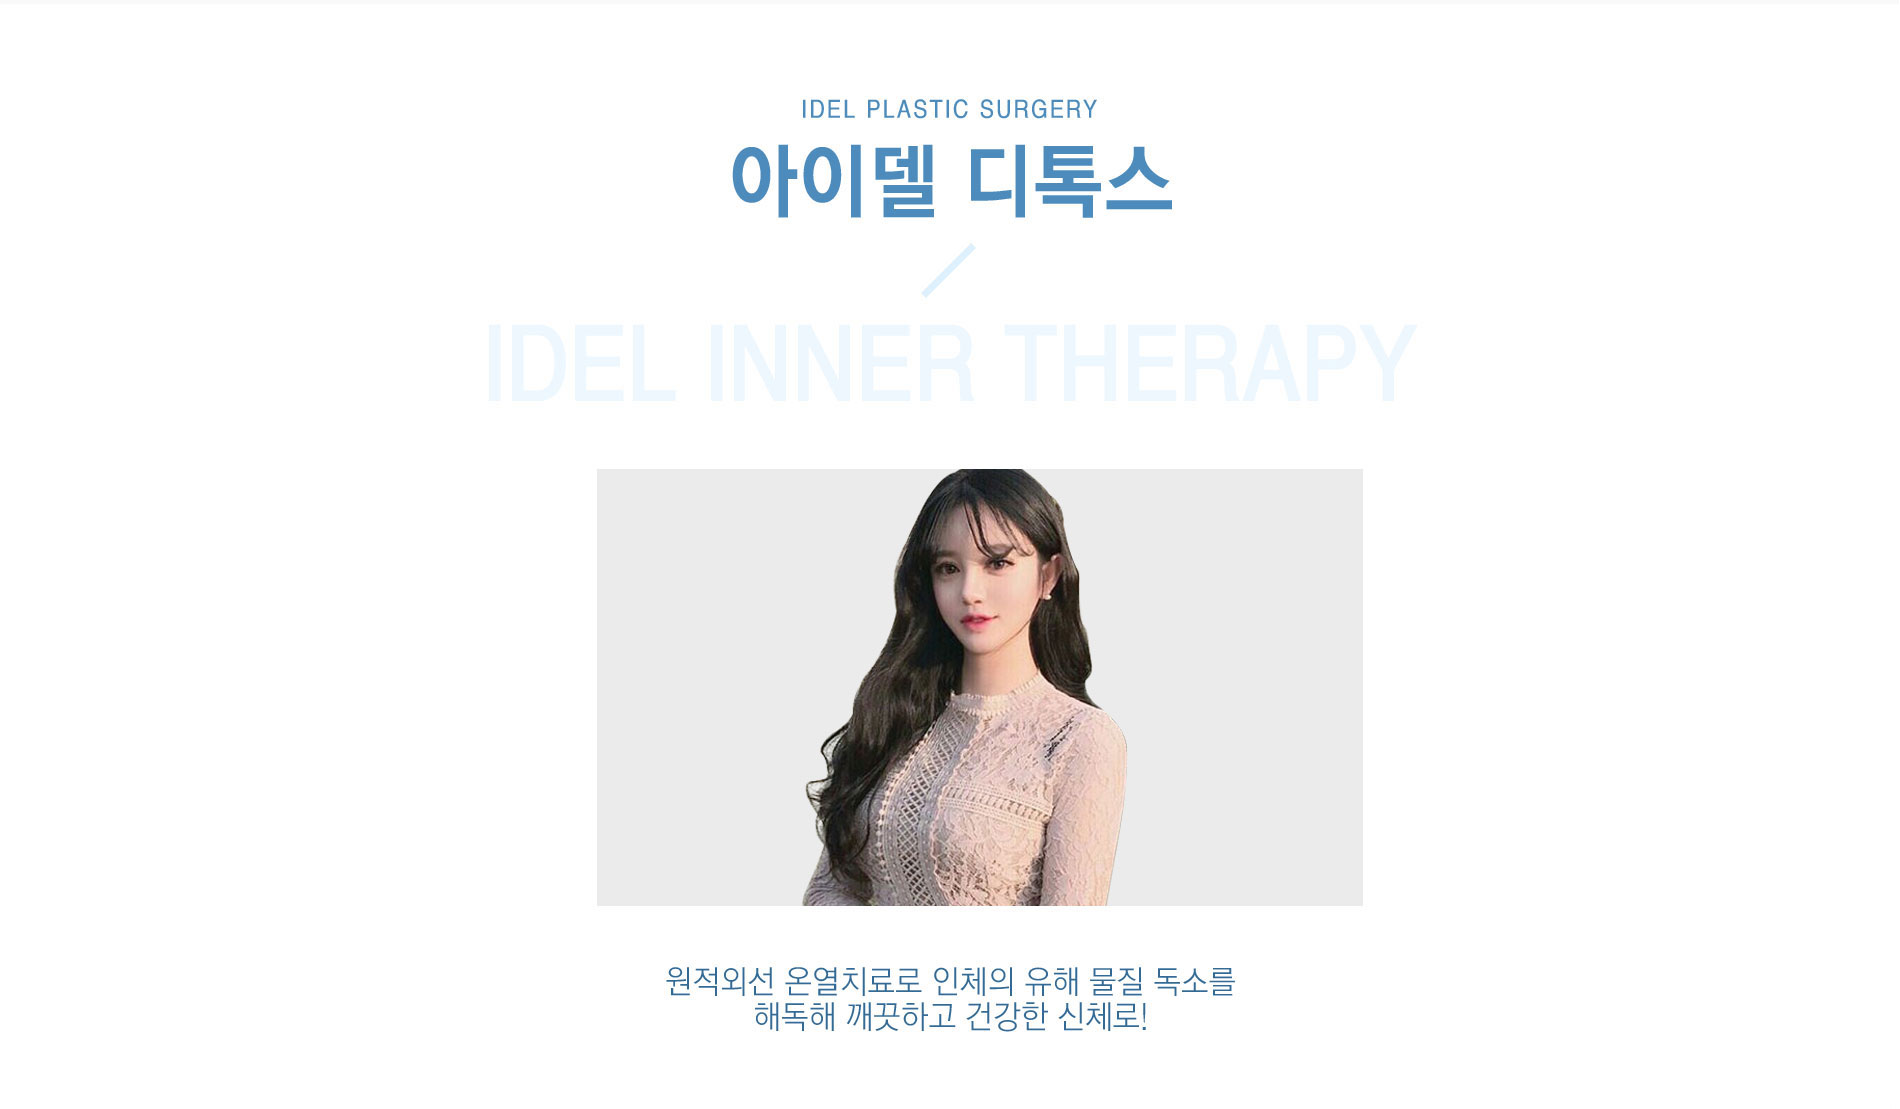 IDEL PLASTIC SURGERY
아이델 디톡스
IDEL INNER THERAPY
원적외선 온열치료로 인체의 유해 물질 독소를
해독해 깨끗하고 건강한 신체로!